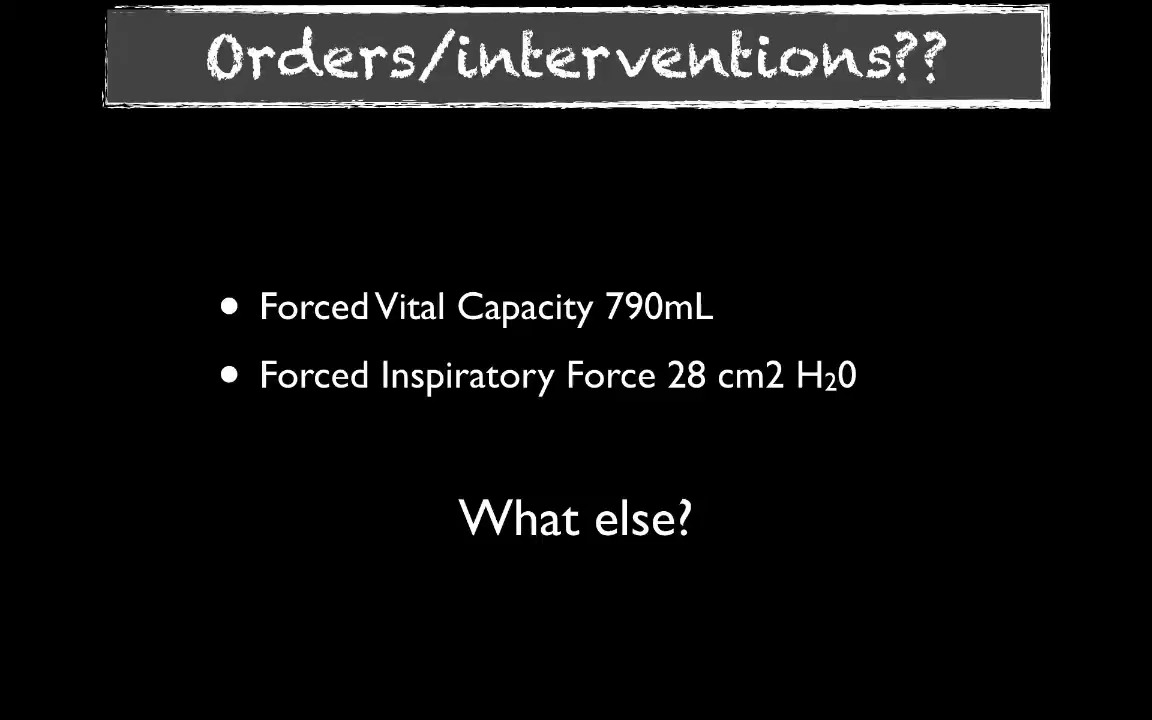 Orders/interventions??
• Forced Vital Capacity 790mL
• Forced Inspiratory Force 28 cm2 H₂0
What else?